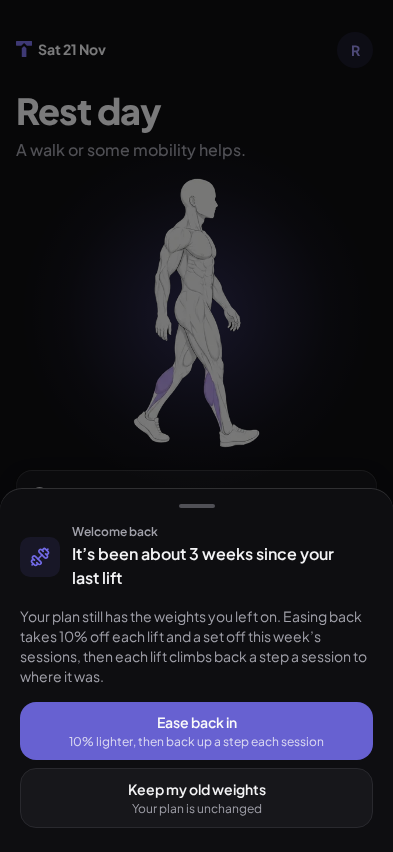 Sat 21 Nov
R
Rest day
A walk or some mobility helps.
Welcome back
It’s been about 3 weeks since your
last lift
Your plan still has the weights you left on. Easing back
takes 10% off each lift and a set off this week’s
sessions, then each lift climbs back a step a session to
where it was.
Ease back in
10% lighter, then back up a step each session
Keep my old weights
Your plan is unchanged